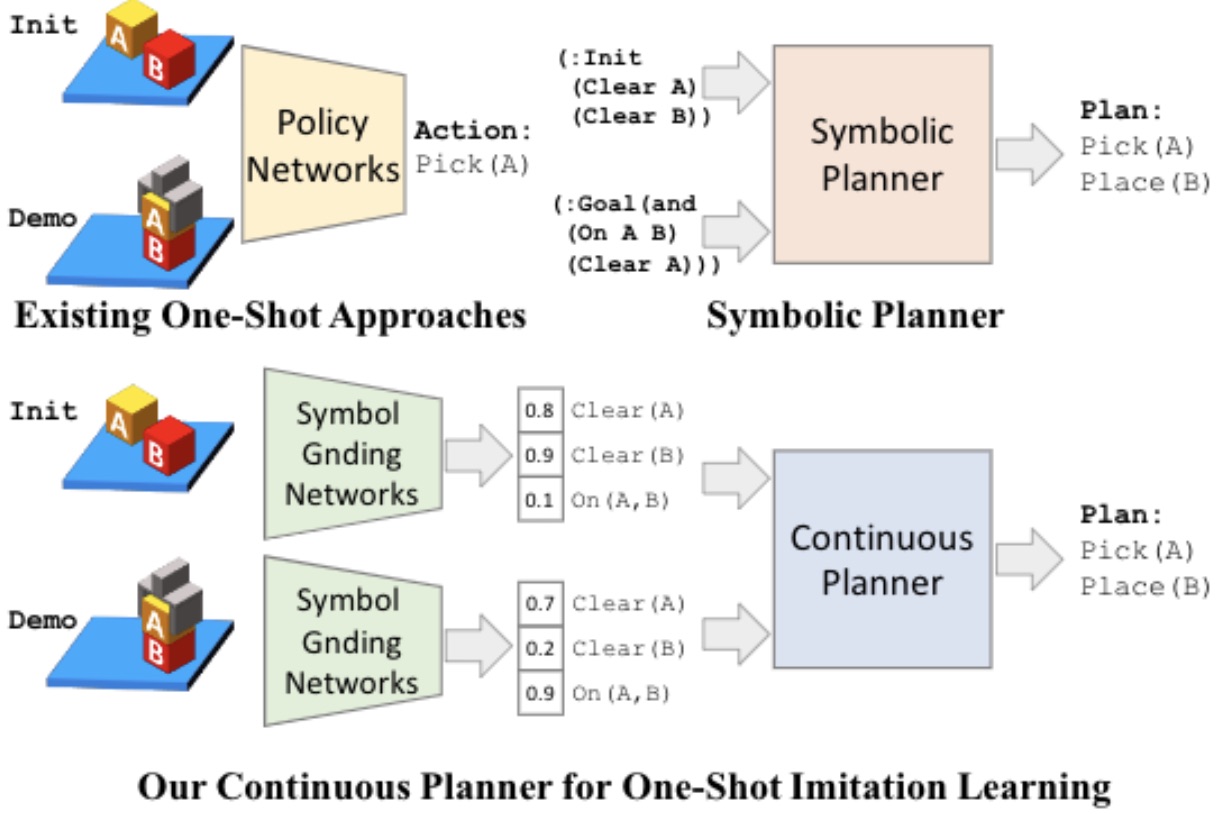 Init
A
B
Policy
Networks
Action:
Pick(A)
Demo
A
B
Existing One-Shot Approaches
(:Init
(Clear A)
(Clear B))
(:Goal(and
(On A B)
(Clear A)))
Symbolic
Planner
Plan:
Pick(A)
Place(B)
Symbolic Planner
Init
A
B
Symbol
Gnding
Networks
0.8 Clear(A)
0.9 Clear(B)
0.1 On(A,B)
Demo
A
B
Symbol
Gnding
Networks
0.7 Clear(A)
0.2 Clear(B)
0.9 On(A,B)
Continuous
Planner
Plan:
Pick(A)
Place(B)
Our Continuous Planner for One-Shot Imitation Learning